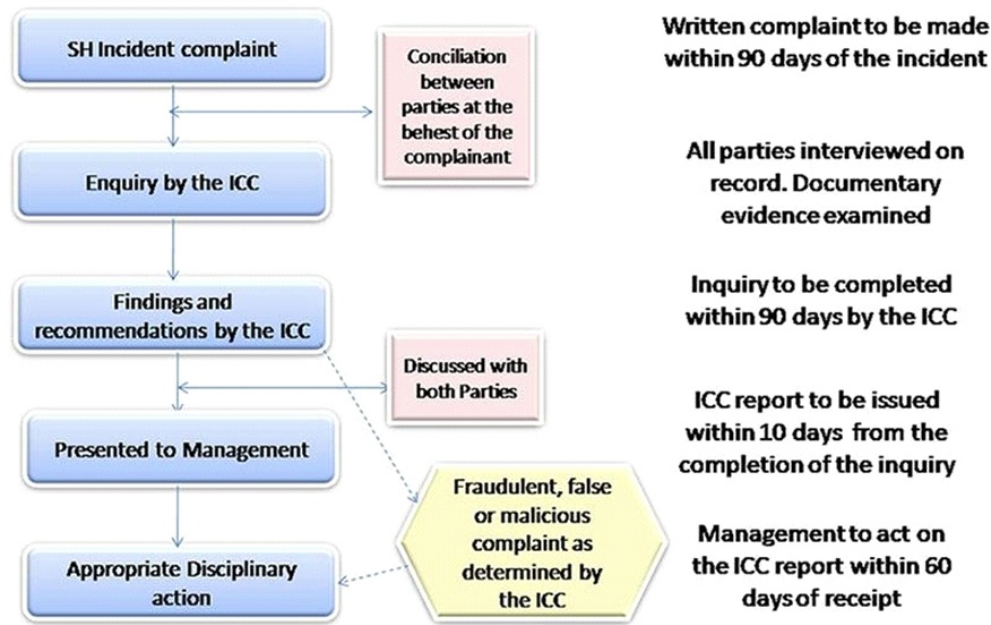 SH Incident complaint
Conciliation
between
parties at the
behest of the
complainant
Enquiry by the ICC
Findings and
recommendations by the ICC
Discussed with
both Parties
Presented to Management
Fraudulent, false
or malicious
complaint as
determined by
the ICC
Appropriate Disciplinary
action
Written complaint to be made
within 90 days of the incident
All parties interviewed on
record. Documentary
evidence examined
Inquiry to be completed
within 90 days by the ICC
ICC report to be issued
within 10 days from the
completion of the inquiry
Management to act on
the ICC report within 60
days of receipt